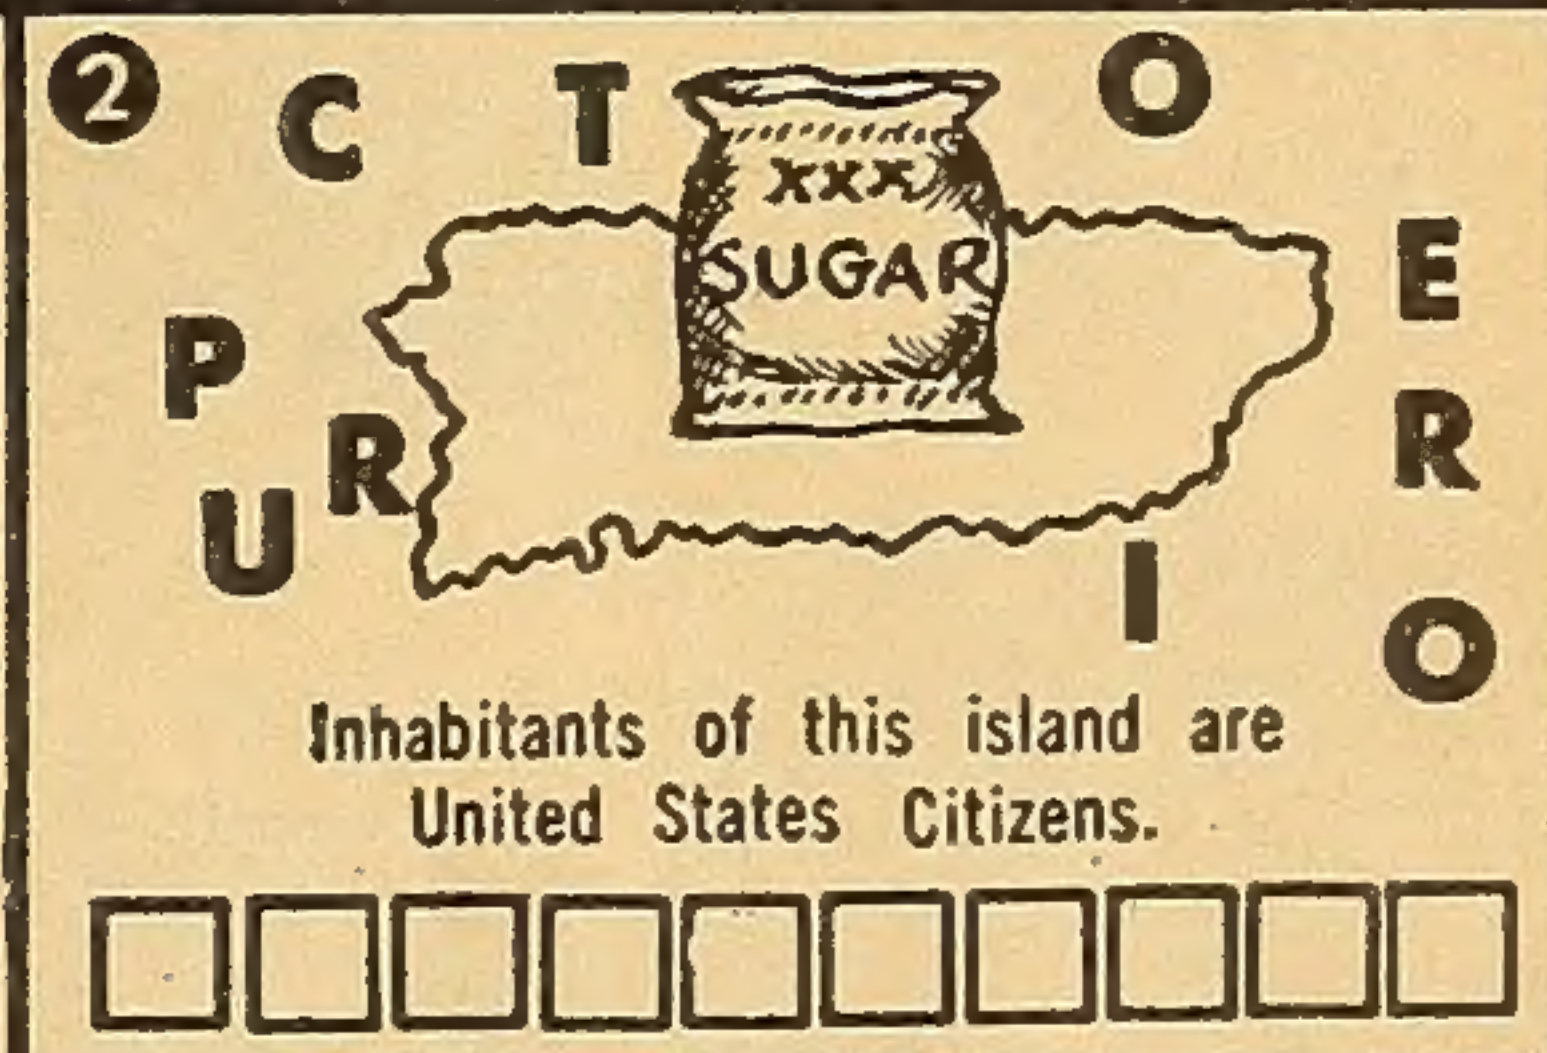 2
C T O
XXX
SUGAR
E
P
R
R
U
I
O
Inhabitants of this island are
United States Citizens.